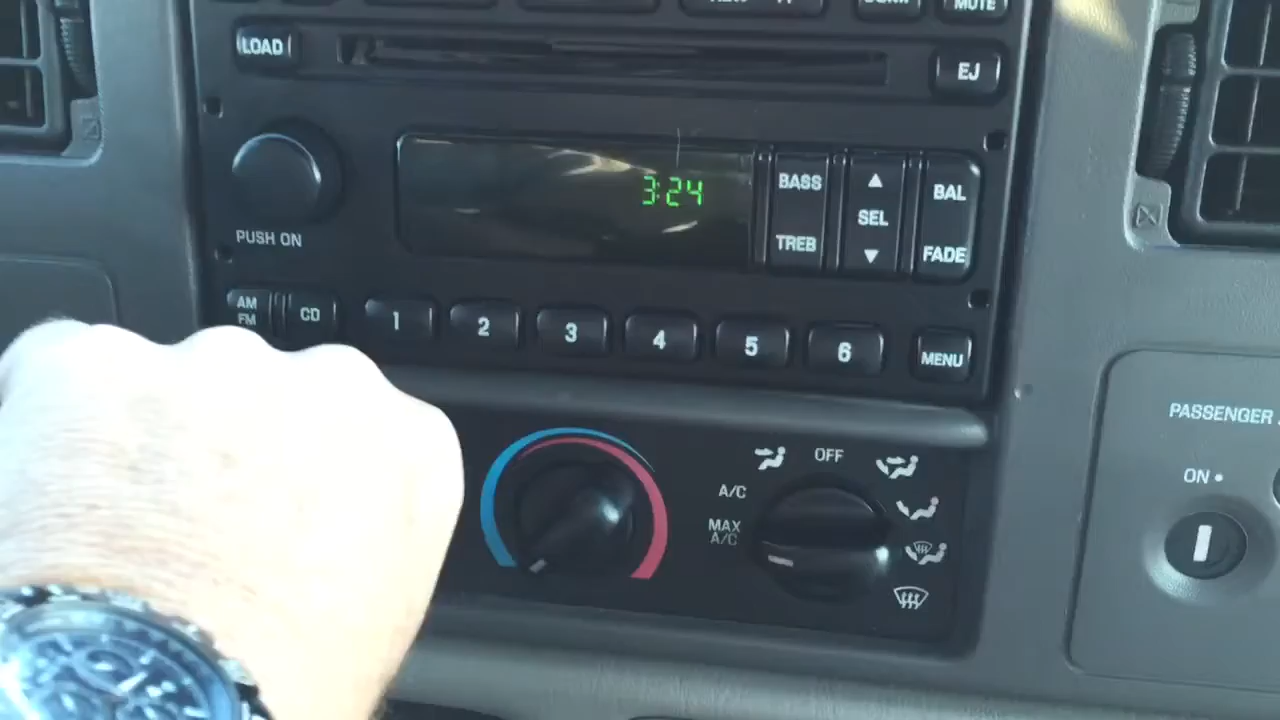 MUTE
LOAD
EJ
3:24
BASS
SEL
BAL
TREB
FADE
PUSH ON
AM
FM
CD
1
2
3
4
5
6
MENU
OFF
A/C
MAX
A/C
PASSENGER
ON